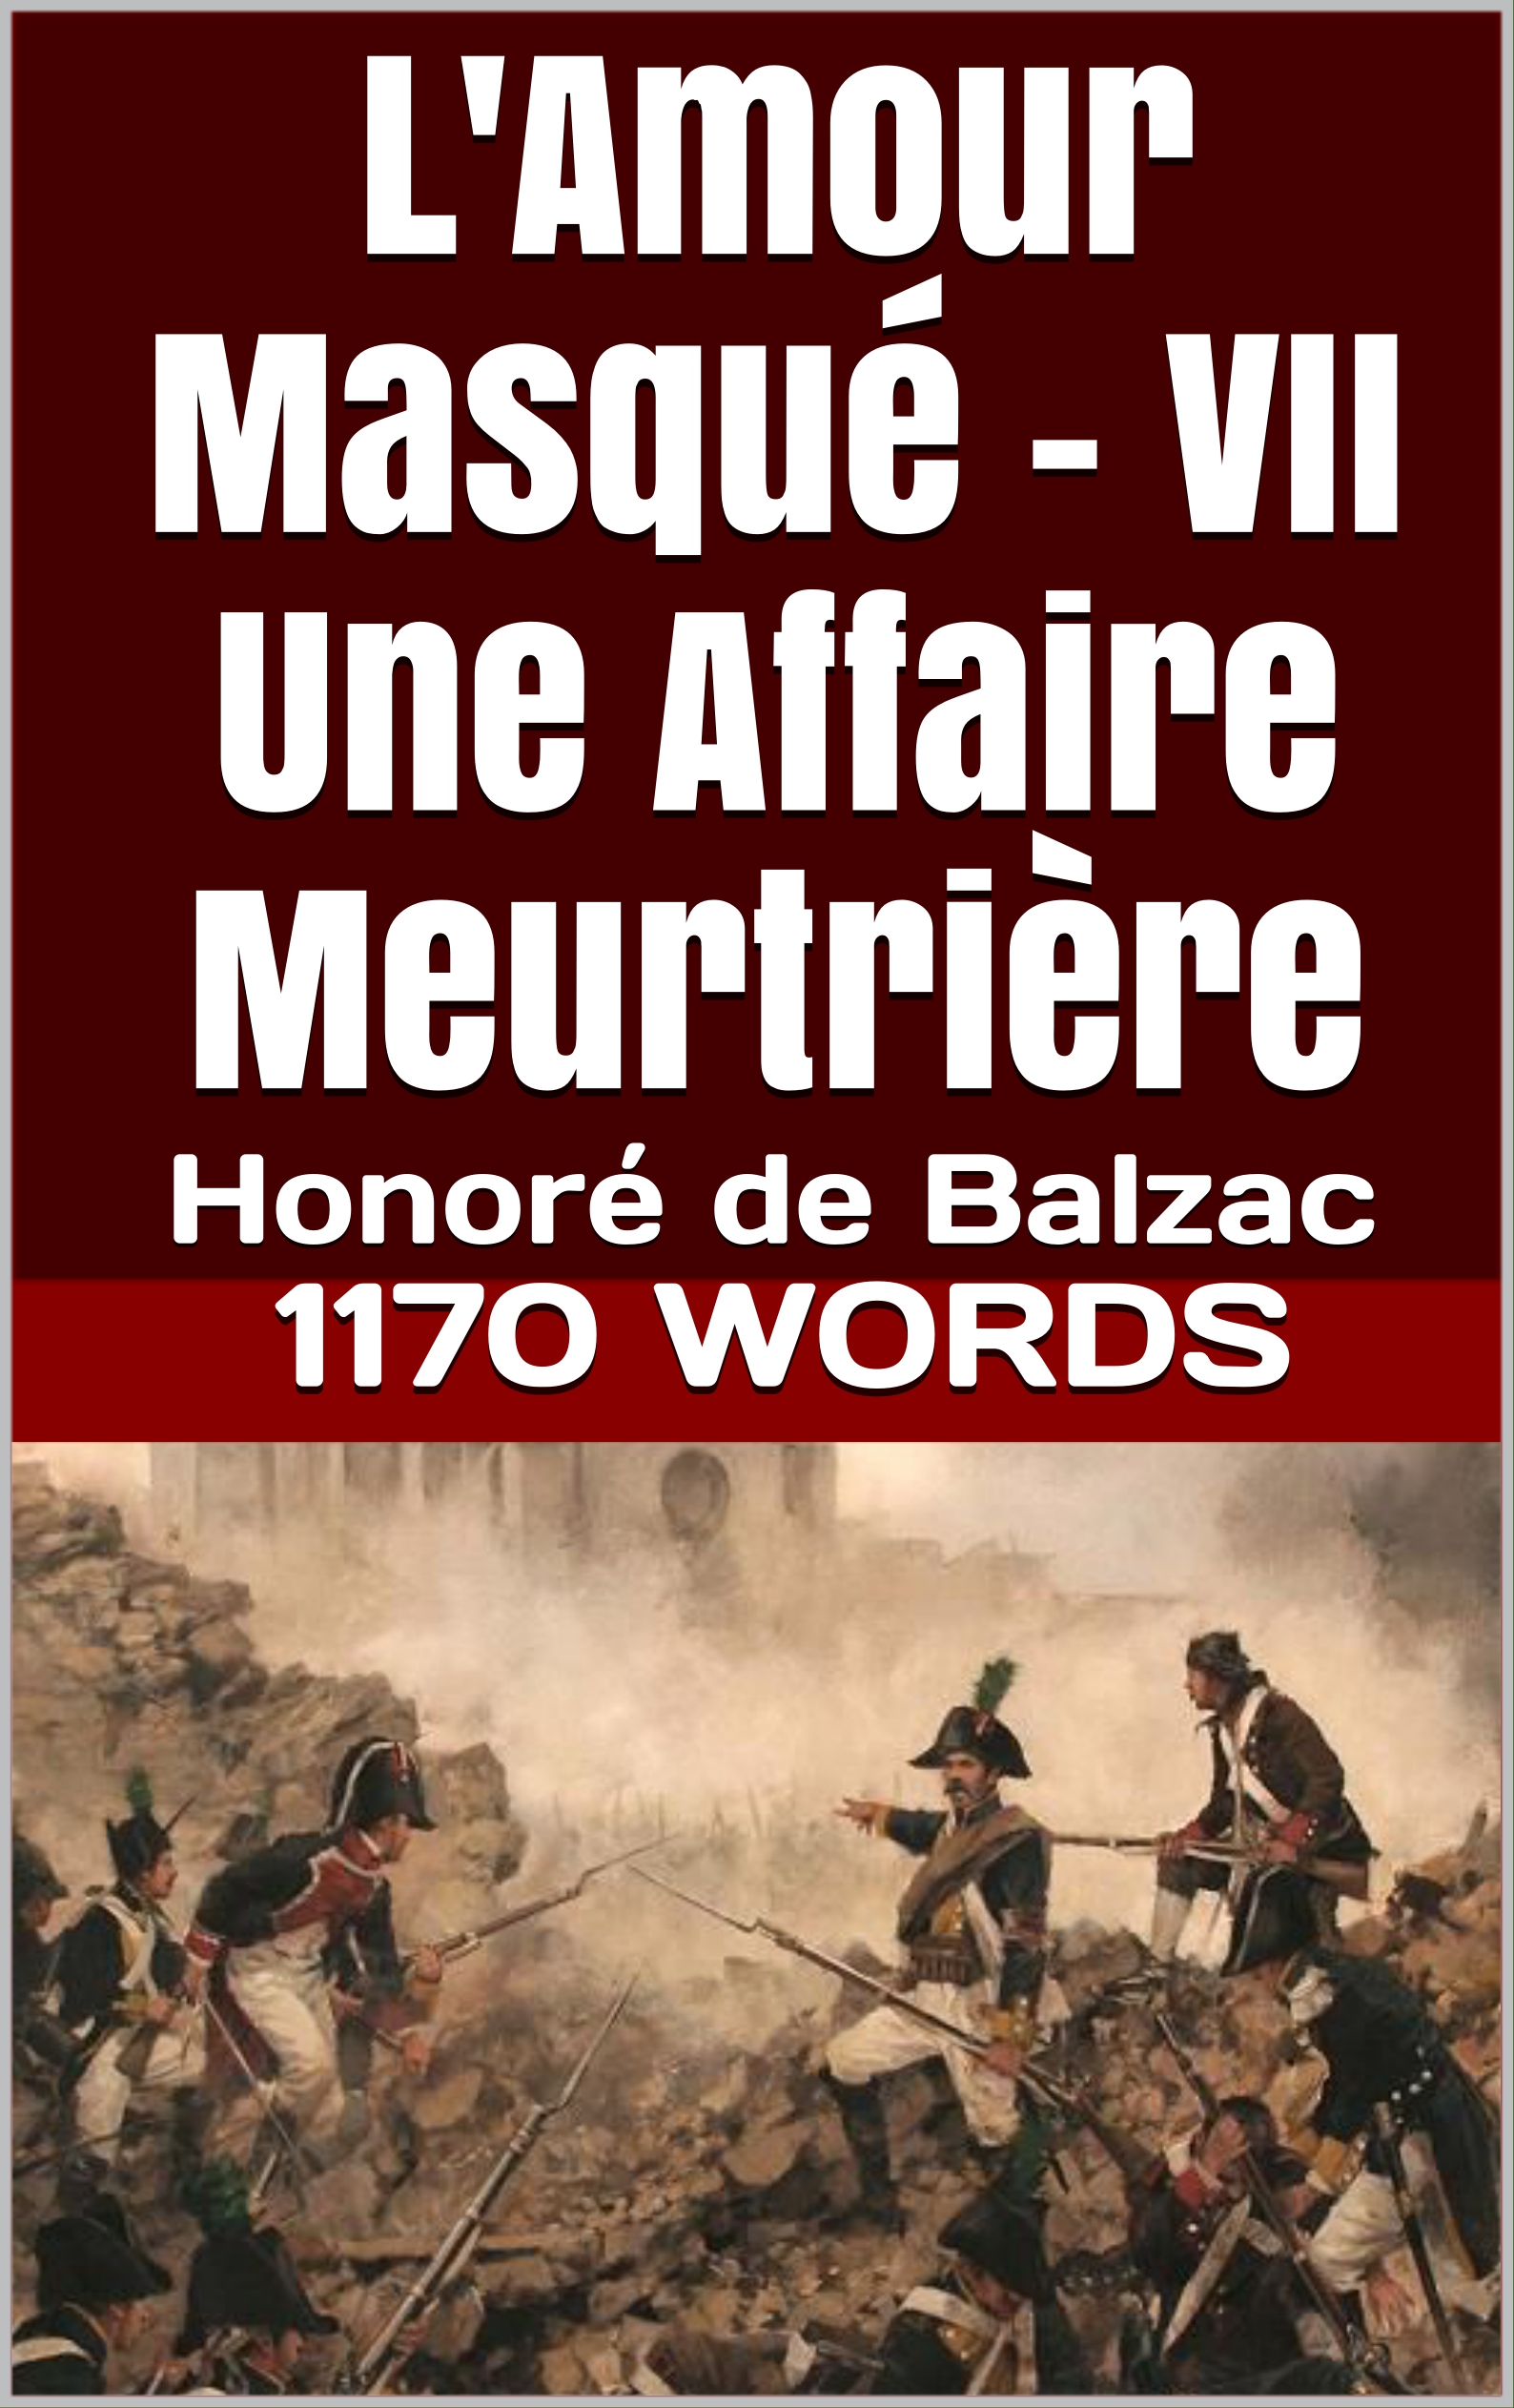 L'Amour
Masqué - VII
Une Affaire
Meurtrière
Honoré de Balzac
1170 WORDS